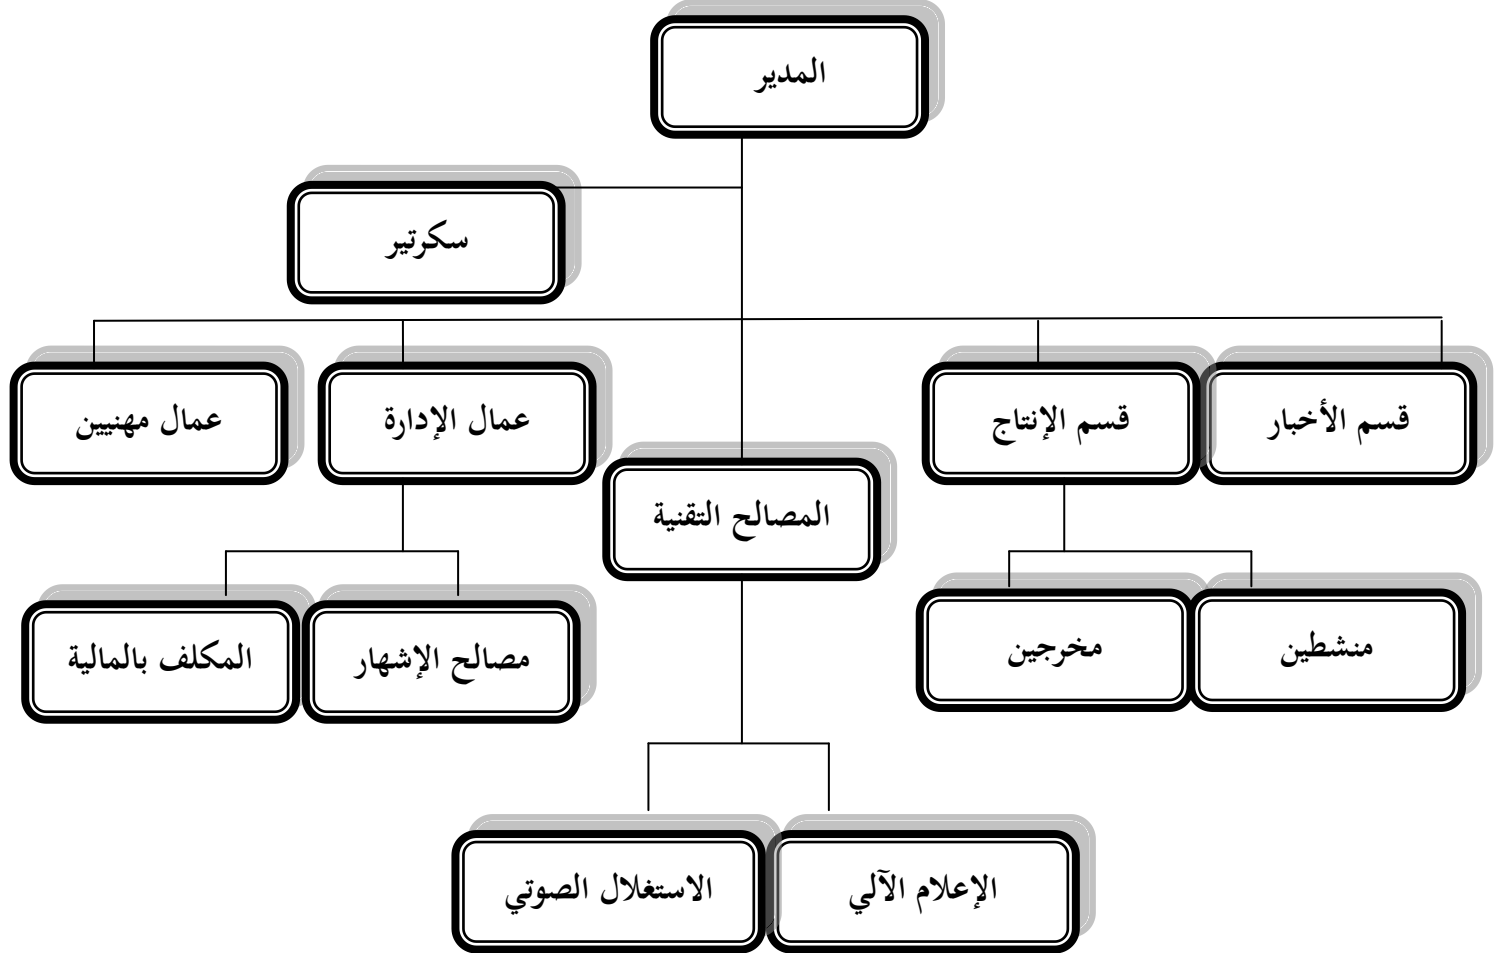 المدير
سكرتير
قسم الأخبار
قسم الإنتاج
عمال الإدارة
عمال مهنيين
المصالح التقنية
منشطين
مخرجين
مصالح الإشهار
المكلف بالمالية
الإعلام الآلي
الاستغلال الصوتي